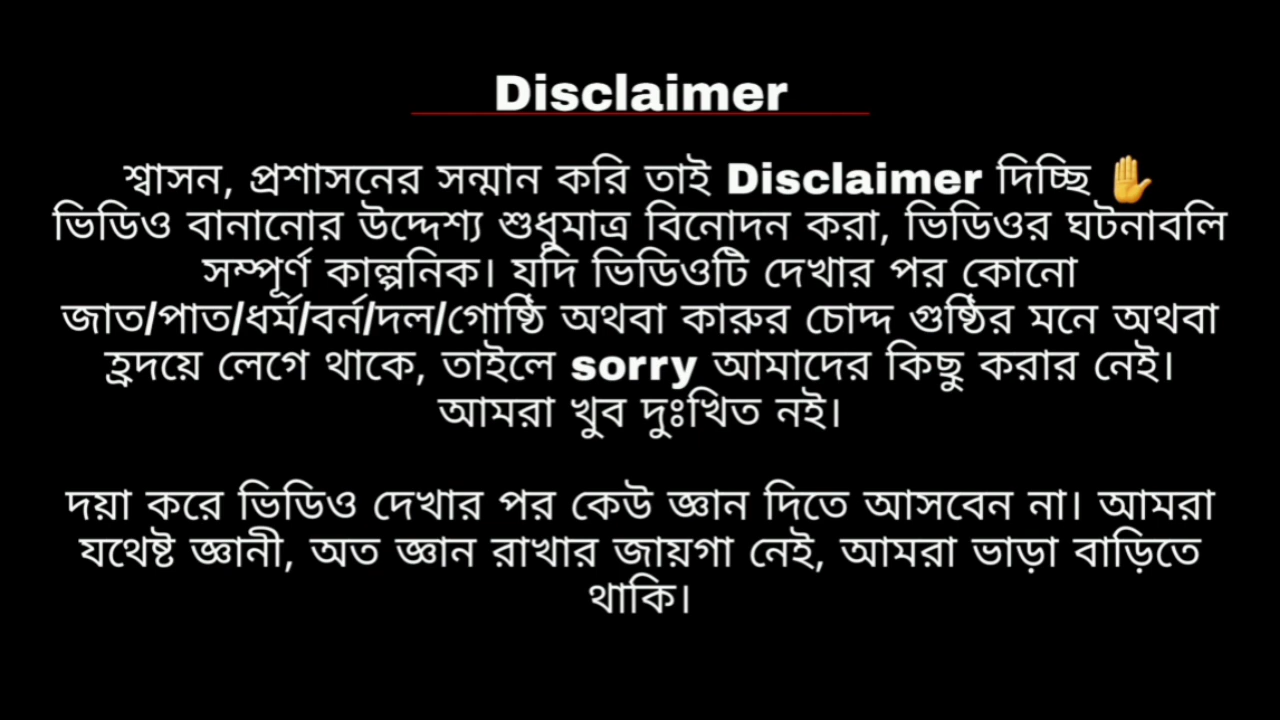 Disclaimer
শ্বাসন, প্রশাসনের সন্মান করি তাই Disclaimer দিচ্ছি ✋
ভিডিও বানানোর উদ্দেশ্য শুধুমাত্র বিনোদন করা, ভিডিওর ঘটনাবলি
সম্পূর্ণ কাল্পনিক। যদি ভিডিওটি দেখার পর কোনো
জাত/পাত/ধর্ম/বর্ন/দল/গোষ্ঠি অথবা কারুর চোদ্দ গুষ্ঠির মনে অথবা
হ্রদয়ে লেগে থাকে, তাইলে sorry আমাদের কিছু করার নেই।
আমরা খুব দুঃখিত নই।
দয়া করে ভিডিও দেখার পর কেউ জ্ঞান দিতে আসবেন না। আমরা
যথেষ্ট জ্ঞানী, অত জ্ঞান রাখার জায়গা নেই, আমরা ভাড়া বাড়িতে
থাকি।